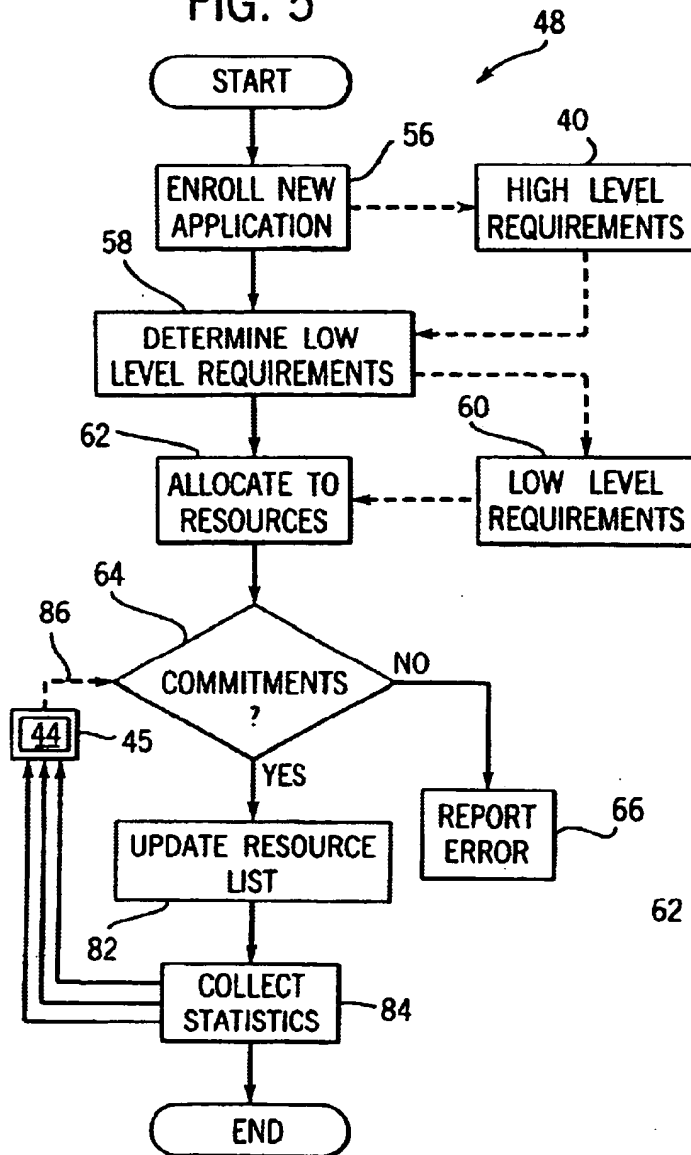 FIG. 5
48
START
56
40
ENROLL NEW
APPLICATION
HIGH LEVEL
REQUIREMENTS
58
DETERMINE LOW
LEVEL REQUIREMENTS
62
60
ALLOCATE TO
RESOURCES
LOW LEVEL
REQUIREMENTS
64
86
COMMITMENTS
?
NO
44
45
YES
UPDATE RESOURCE
LIST
REPORT
ERROR
66
62
82
COLLECT
STATISTICS
84
END